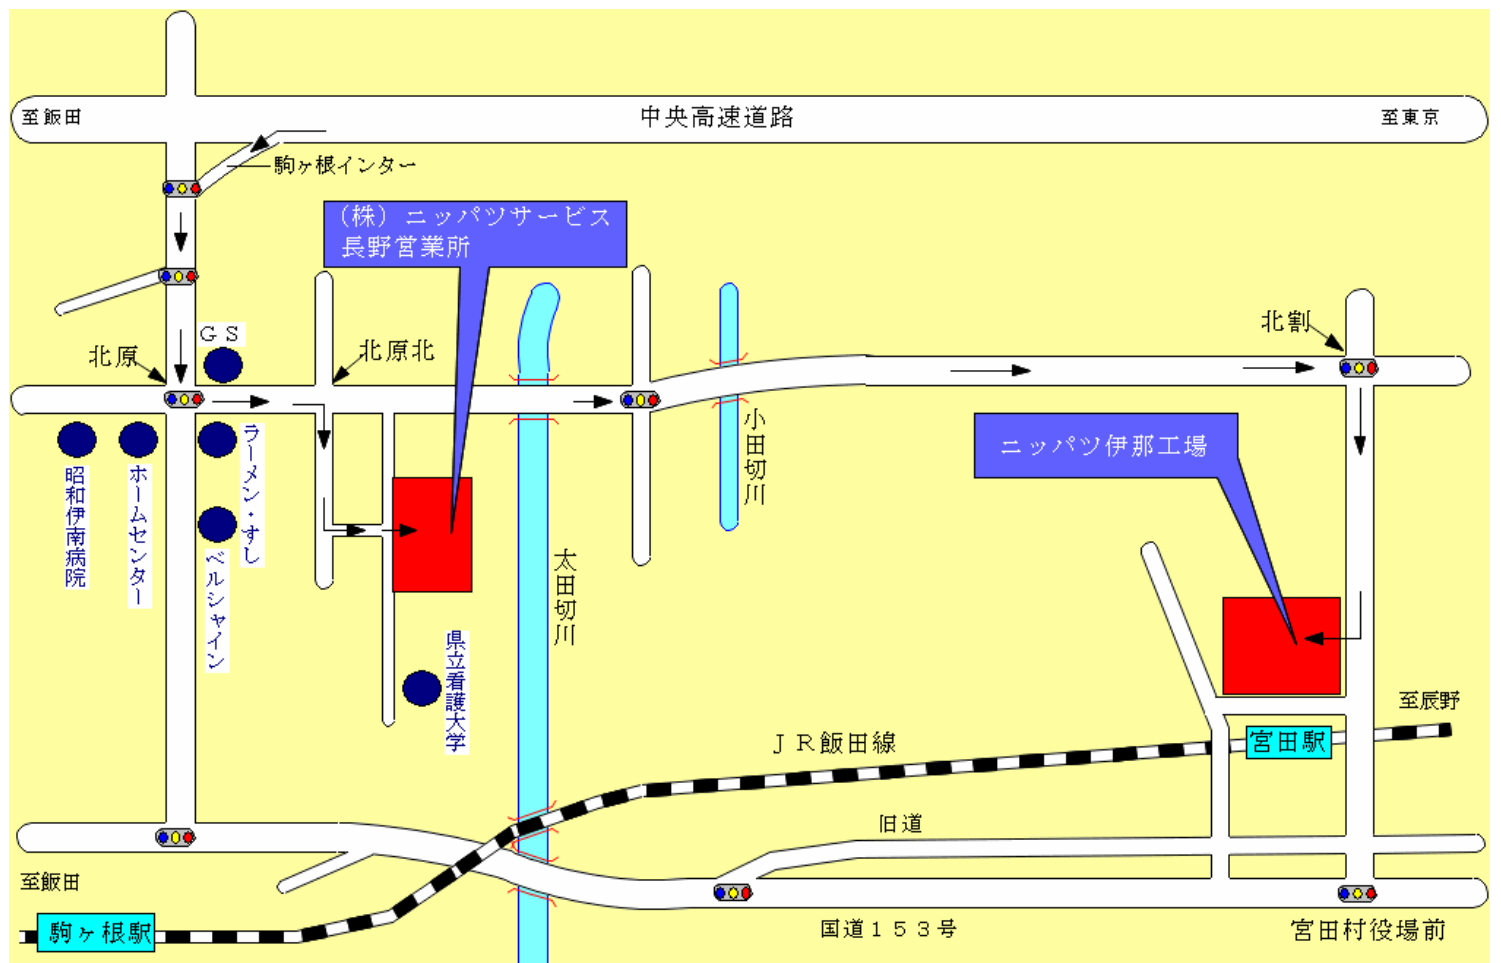 至飯田
中央高速道路
至東京
駒ヶ根インター
（株）ニッパツサービス
長野営業所
ＧＳ
北原
北原北
北割
小田切川
ニッパツ伊那工場
昭和伊南病院
ホームセンター
ラーメン・すし
ベルシャイン
太田切川
県立看護大学
至辰野
ＪＲ飯田線
宮田駅
旧道
至飯田
駒ヶ根駅
国道１５３号
宮田村役場前